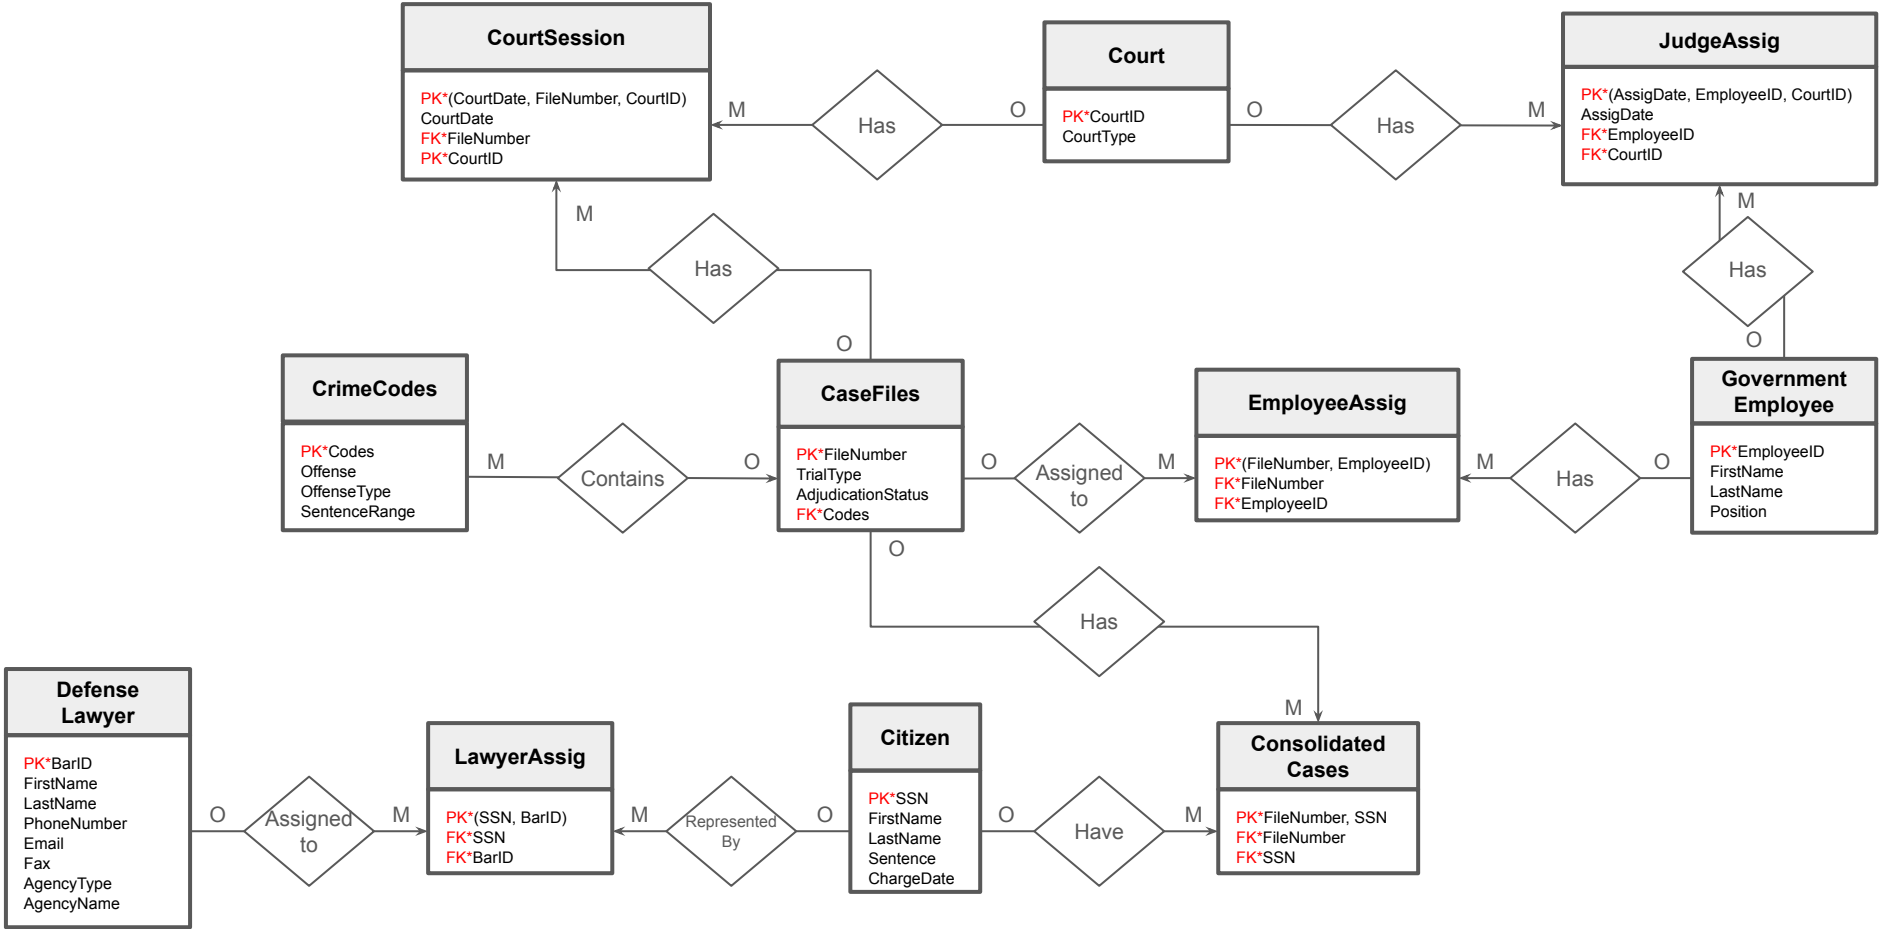 CourtSession
PK*(CourtDate, FileNumber, CourtID)
CourtDate
FK*FileNumber
PK*CourtID
M
Has
O
Court
PK*CourtID
CourtType
O
Has
M
JudgeAssig
PK*(AssigDate, EmployeeID, CourtID)
AssigDate
FK*EmployeeID
FK*CourtID
M
Has
O
M
Has
O
CrimeCodes
PK*Codes
Offense
OffenseType
SentenceRange
M
Contains
O
CaseFiles
PK*FileNumber
TrialType
AdjudicationStatus
FK*Codes
O
Assigned
to
M
EmployeeAssig
PK*(FileNumber, EmployeeID)
FK*FileNumber
FK*EmployeeID
M
Has
O
Government
Employee
PK*EmployeeID
FirstName
LastName
Position
O
Has
M
Defense
Lawyer
PK*BarID
FirstName
LastName
PhoneNumber
Email
Fax
AgencyType
AgencyName
O
Assigned
to
M
LawyerAssig
PK*(SSN, BarID)
FK*SSN
FK*BarID
M
Represented
By
O
Citizen
PK*SSN
FirstName
LastName
Sentence
ChargeDate
O
Have
M
Consolidated
Cases
PK*FileNumber, SSN
FK*FileNumber
FK*SSN